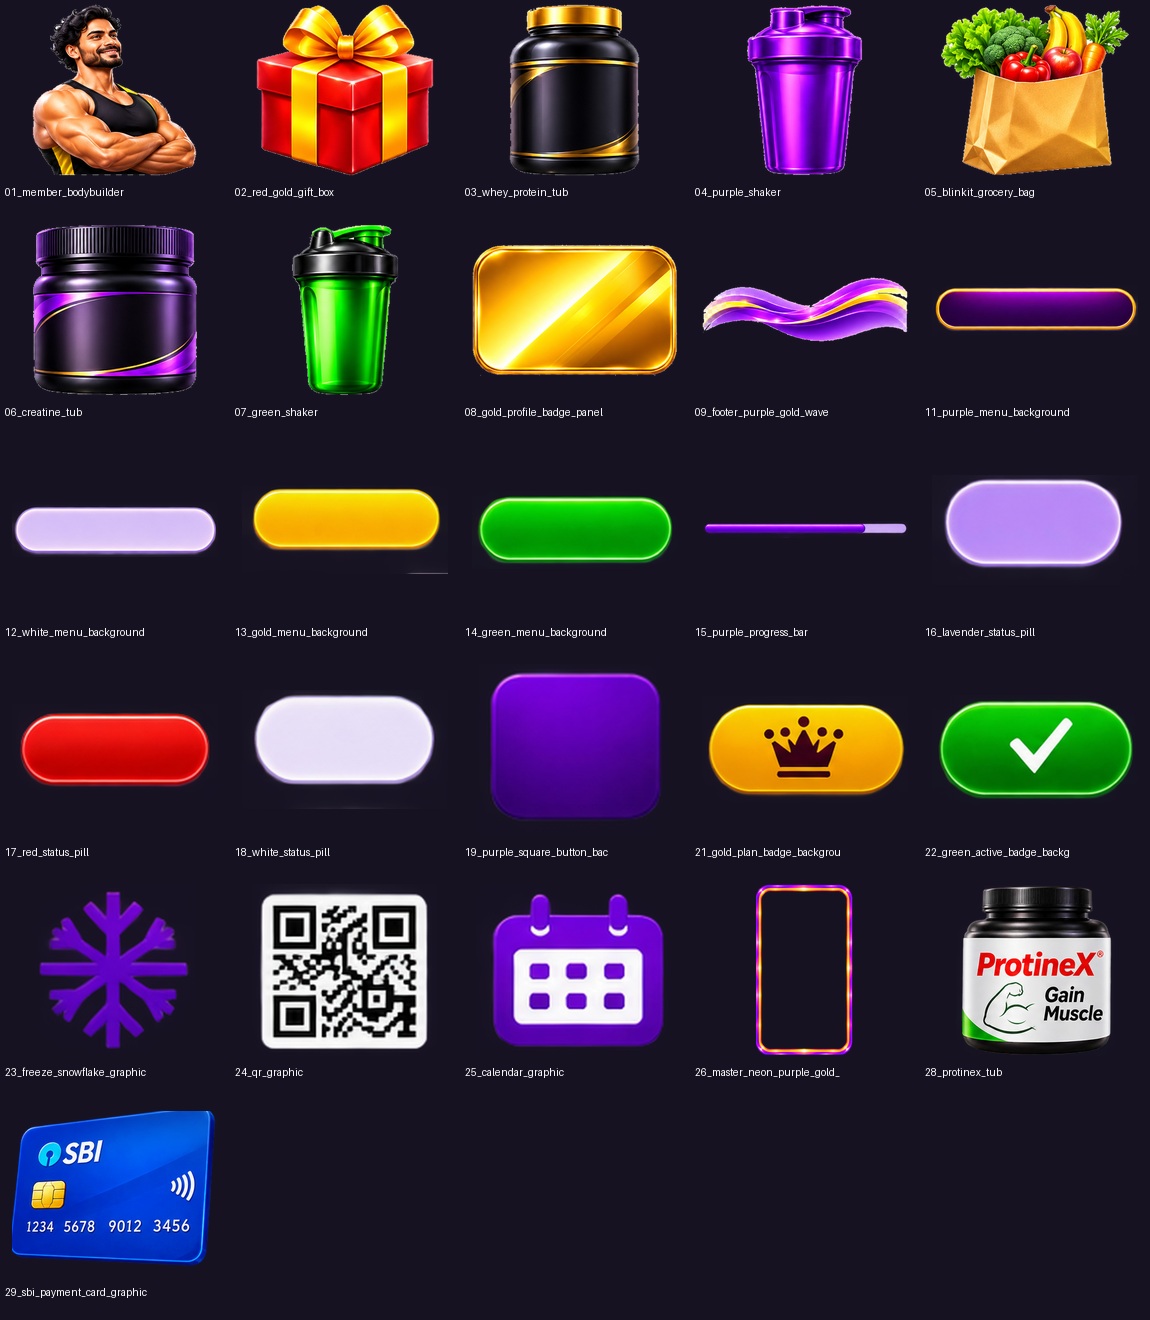 01_member_bodybuilder
02_red_gold_gift_box
03_whey_protein_tub
04_purple_shaker
05_blinkit_grocery_bag
06_creatine_tub
07_green_shaker
08_gold_profile_badge_panel
09_footer_purple_gold_wave
11_purple_menu_background
12_white_menu_background
13_gold_menu_background
14_green_menu_background
15_purple_progress_bar
16_lavender_status_pill
17_red_status_pill
18_white_status_pill
19_purple_square_button_bac
21_gold_plan_badge_backgrou
22_green_active_badge_backg
ProtineX®
Gain
Muscle
23_freeze_snowflake_graphic
24_qr_graphic
25_calendar_graphic
26_master_neon_purple_gold_
28_protinex_tub
SBI
1234 5678 9012 3456
29_sbi_payment_card_graphic